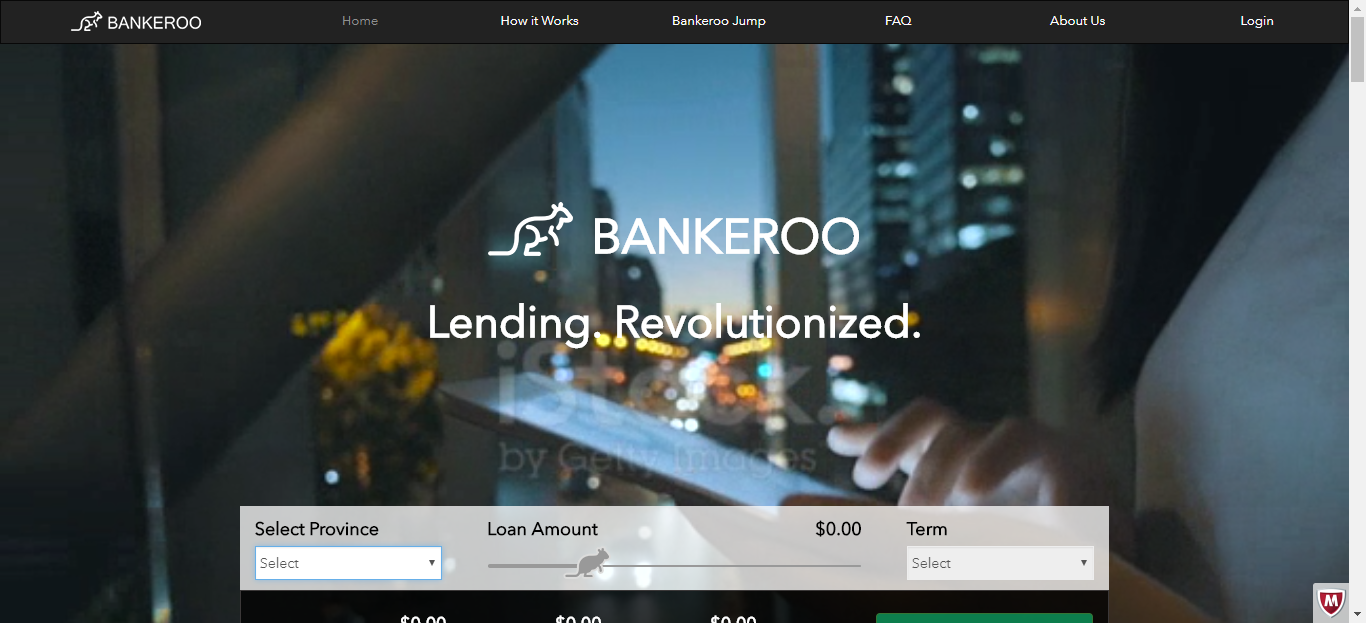 BANKEROO
Home
How it Works
Bankeroo Jump
FAQ
About Us
Login
BANKEROO
Lending. Revolutionized.
iStock.
by Getty Images
Select Province
Loan Amount
$0.00
Term
Select
Select
$0.00
$0.00
$0.00
M